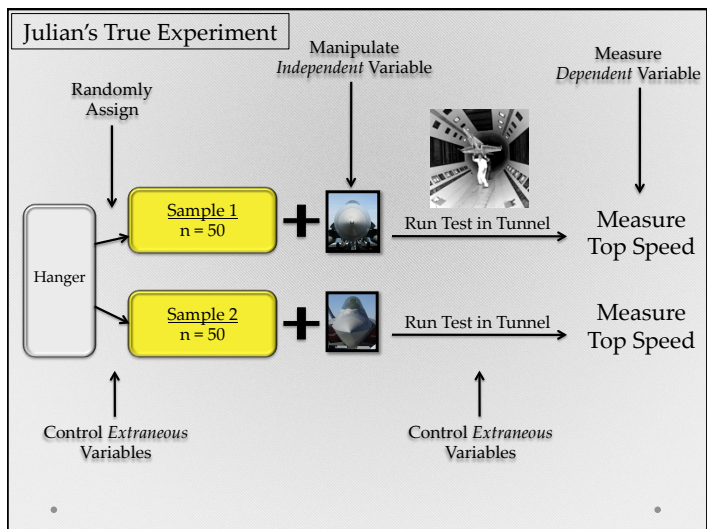 Julian's True Experiment
Manipulate
Independent Variable
Measure
Dependent Variable
Randomly
Assign
Hanger
Sample 1
n = 50
Run Test in Tunnel
Measure
Top Speed
Sample 2
n = 50
Run Test in Tunnel
Measure
Top Speed
Control Extraneous
Variables
Control Extraneous
Variables